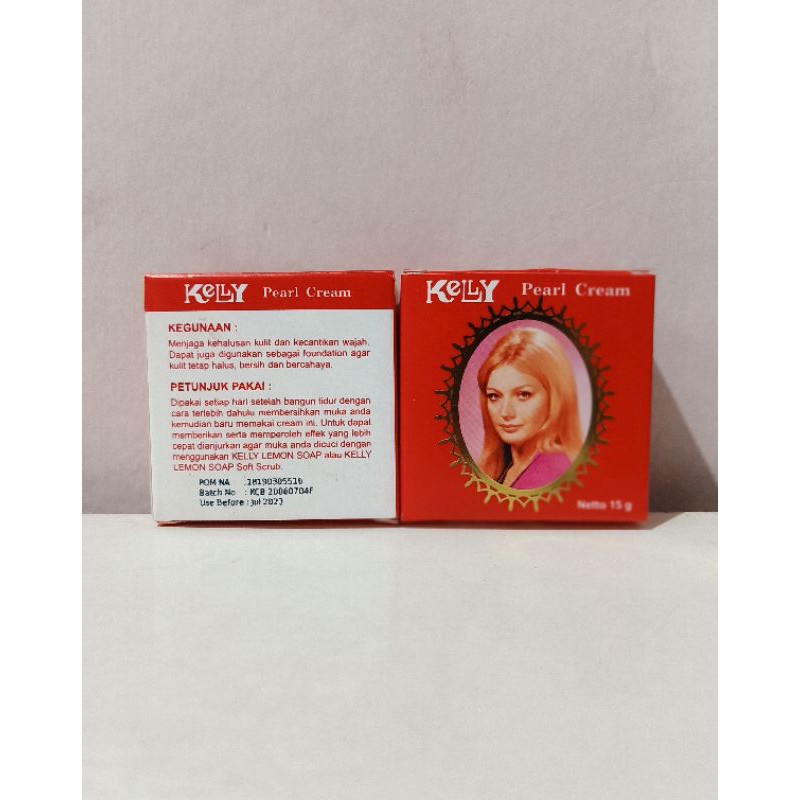 KELLY Pearl Cream
KEGUNAAN :
Menjaga kehalusan kulit dan kecantikan wajah.
Dapat juga digunakan sebagai foundation agar
kulit tetap halus, bersih dan bercahaya.
PETUNJUK PAKAI :
Dipakai setiap hari setelah bangun tidur dengan
cara terlebih dahulu membersihkan muka anda
kemudian baru memakai cream ini. Untuk dapat
memberikan serta memperoleh effek yang lebih
cepat dianjurkan agar muka anda dicuci dengan
menggunakan KELLY LEMON SOAP atau KELLY
LEMON SOAP Soft Scrub.
POM NA : 18190305510
Batch No : KCB 20060704F
Use Before : Jul 2023
KELLY Pearl Cream
Netto 15 g